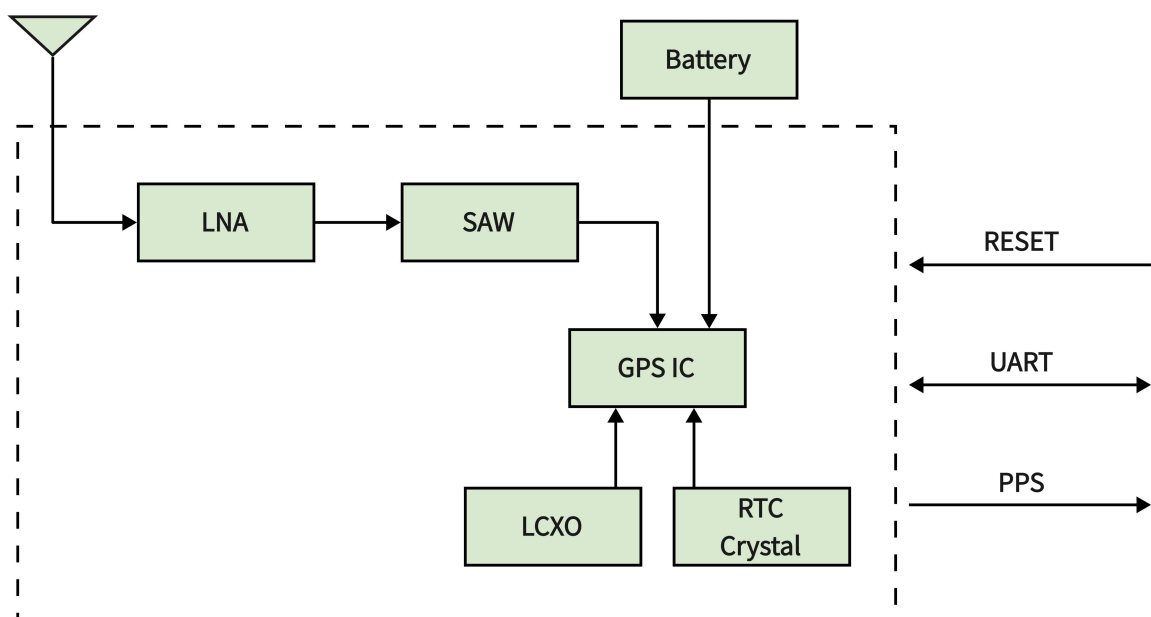 Battery
LNA
SAW
RESET
GPS IC
UART
PPS
LCXO
RTC
Crystal